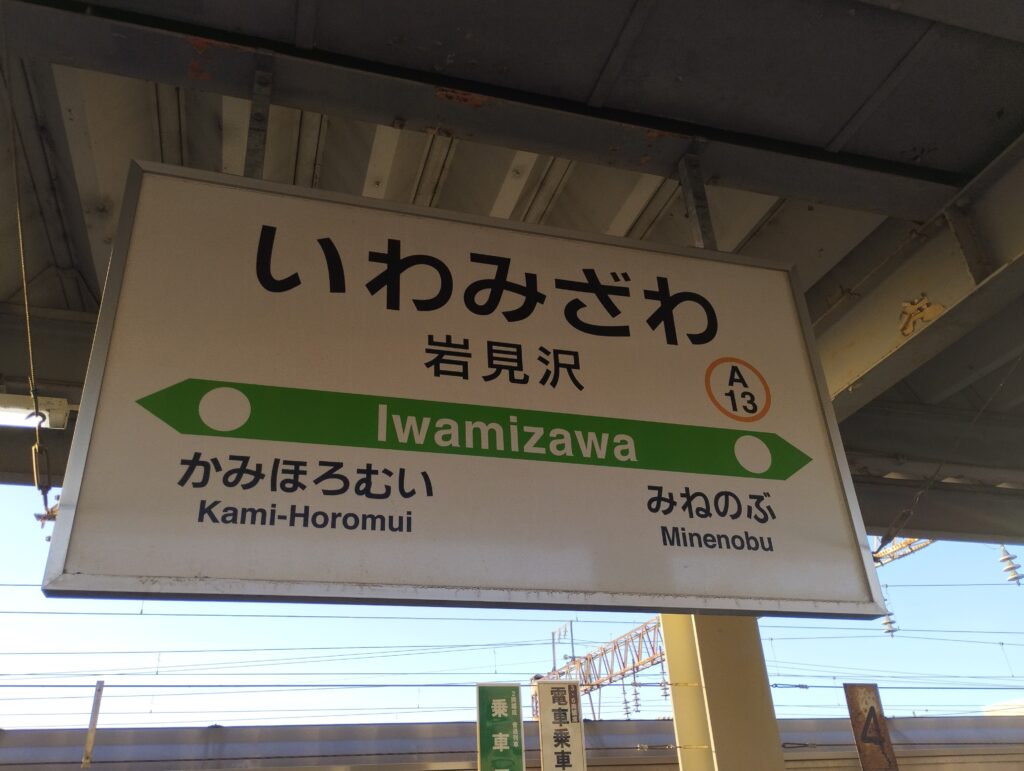 いわみざわ
岩見沢
A
13
Iwamizawa
かみほろむい
Kami-Horomui
みねのぶ
Minenobu
乗車
電車乗車
4